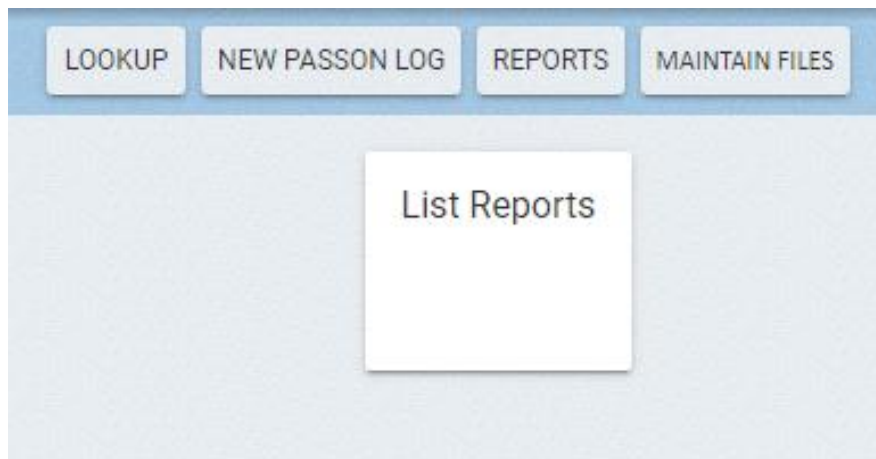 LOOKUP NEW PASSON LOG REPORTS MAINTAIN FILES
List Reports